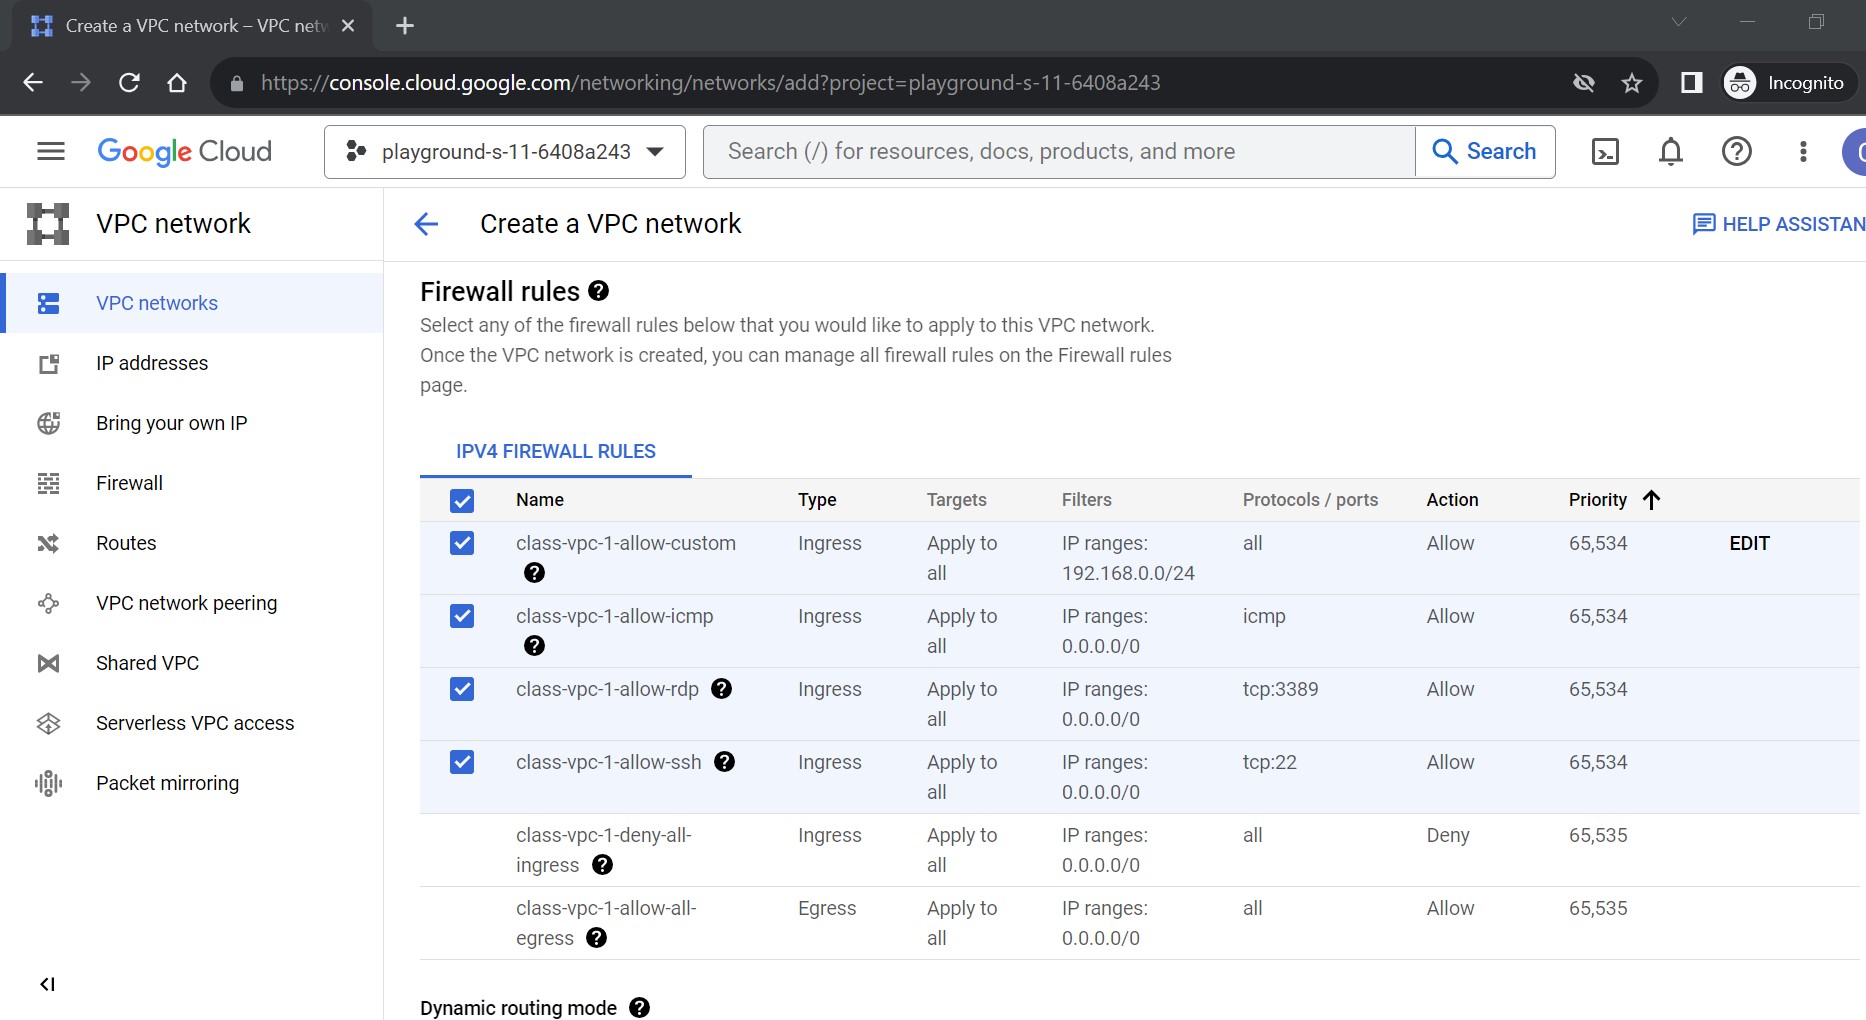 Create a VPC network – VPC netw
https://console.cloud.google.com/networking/networks/add?project=playground-s-11-6408a243
Incognito
Google Cloud
playground-s-11-6408a243
Search (/) for resources, docs, products, and more
Search
VPC network
Create a VPC network
HELP ASSISTAN
VPC networks
IP addresses
Bring your own IP
Firewall
Routes
VPC network peering
Shared VPC
Serverless VPC access
Packet mirroring
Firewall rules
Select any of the firewall rules below that you would like to apply to this VPC network.
Once the VPC network is created, you can manage all firewall rules on the Firewall rules
page.
IPV4 FIREWALL RULES
Name Type Targets Filters Protocols / ports Action Priority
class-vpc-1-allow-custom Ingress Apply to IP ranges: all Allow 65,534 EDIT
all 192.168.0.0/24
class-vpc-1-allow-icmp Ingress Apply to IP ranges: icmp Allow 65,534
all 0.0.0.0/0
class-vpc-1-allow-rdp Ingress Apply to IP ranges: tcp:3389 Allow 65,534
all 0.0.0.0/0
class-vpc-1-allow-ssh Ingress Apply to IP ranges: tcp:22 Allow 65,534
all 0.0.0.0/0
class-vpc-1-deny-all- Ingress Apply to IP ranges: all Deny 65,535
ingress all 0.0.0.0/0
class-vpc-1-allow-all- Egress Apply to IP ranges: all Allow 65,535
egress all 0.0.0.0/0
Dynamic routing mode